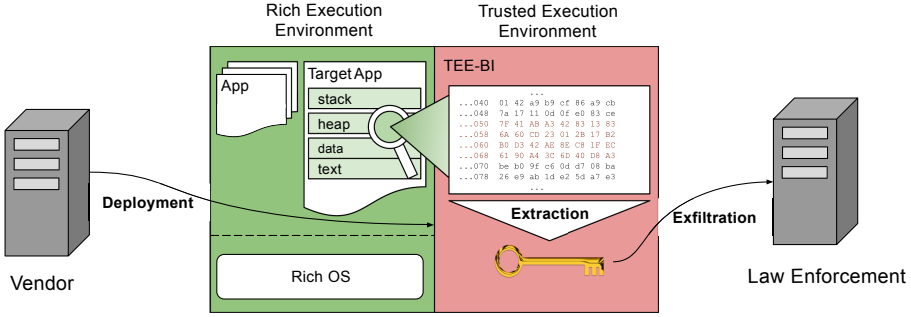 Rich Execution
Environment
Trusted Execution
Environment
App
Target App
stack
heap
data
text
TEE-BI
...
...040 01 42 a9 b9 cf 86 a9 cb
...048 7a 17 11 0d 0f e0 83 ce
...050 7F 41 AB A3 42 83 13 83
...058 6A 60 CD 23 01 2B 17 B2
...060 B0 D3 42 AE 8E C8 1F EC
...068 61 90 A4 3C 6D 40 D8 A3
...070 be b0 9f c6 0d d7 08 ba
...078 26 e9 ab 1d e2 5d a7 e3
...
Deployment
Extraction
Exfiltration
Rich OS
Vendor
Law Enforcement